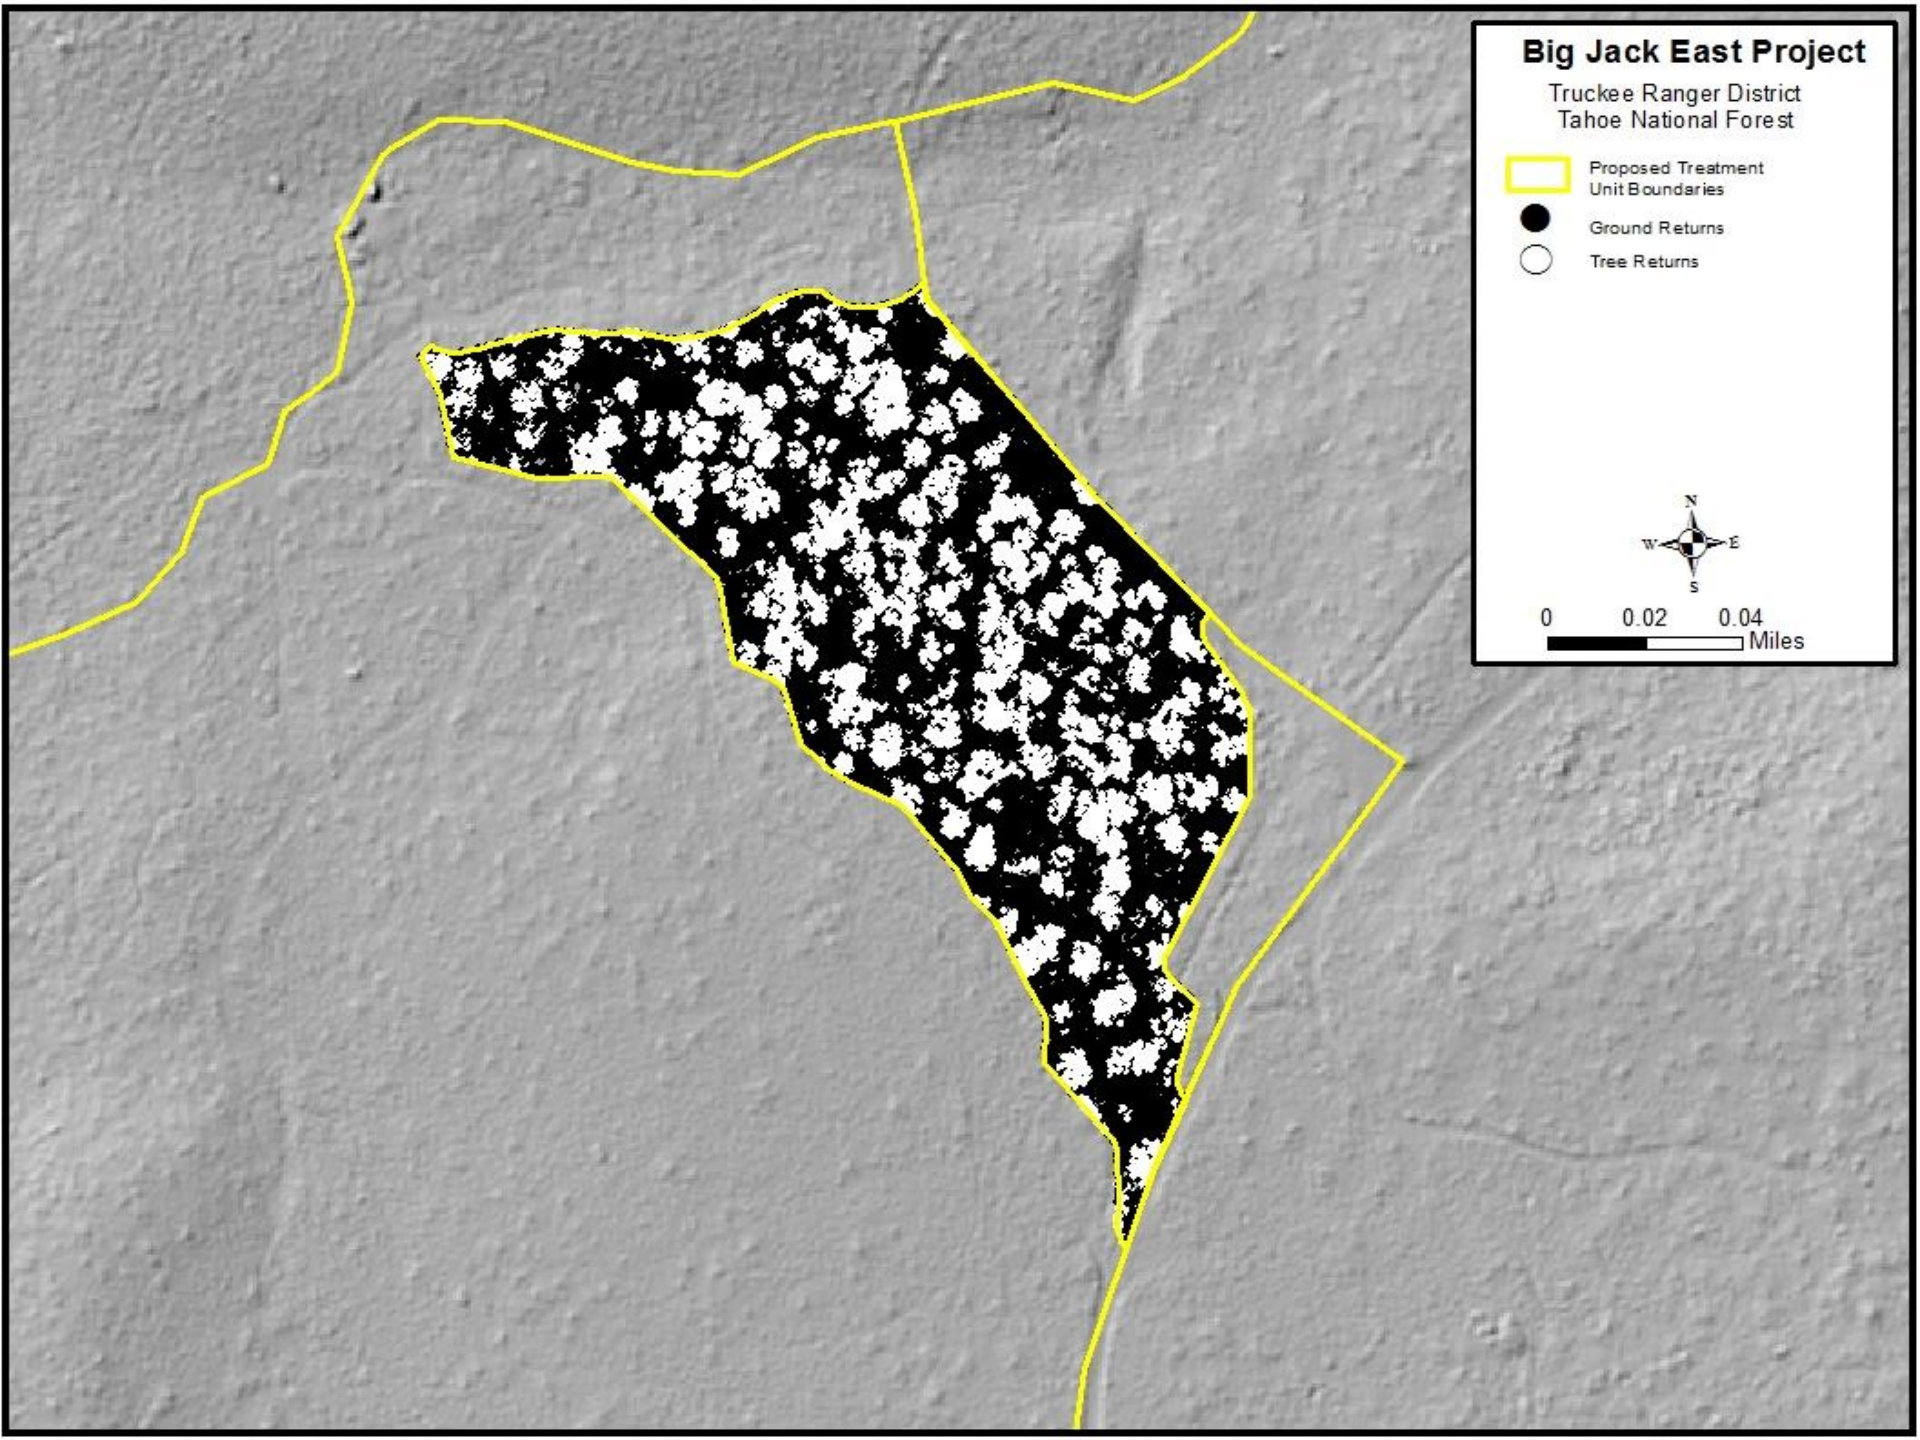 Big Jack East Project
Truckee Ranger District
Tahoe National Forest
Proposed Treatment
Unit Boundaries
Ground Returns
Tree Returns
N
W E
S
0 0.02 0.04
Miles